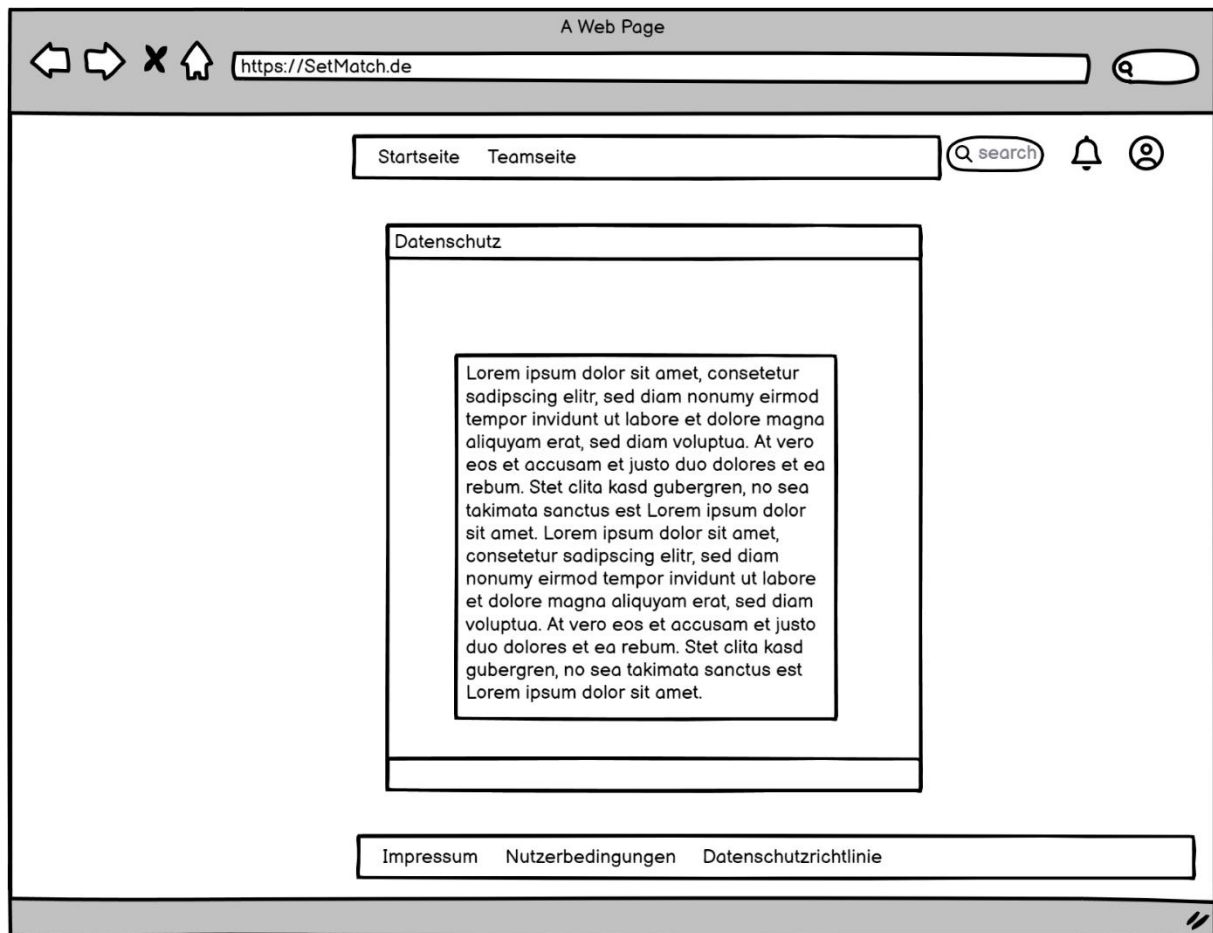 A Web Page
https://SetMatch.de
Startseite Teamseite search
Datenschutz
Lorem ipsum dolor sit amet, consetetur
sadipscing elitr, sed diam nonumy eirmod
tempor invidunt ut labore et dolore magna
aliquyam erat, sed diam voluptua. At vero
eos et accusam et justo duo dolores et ea
rebum. Stet clita kasd gubergren, no sea
takimata sanctus est Lorem ipsum dolor
sit amet. Lorem ipsum dolor sit amet,
consetetur sadipscing elitr, sed diam
nonumy eirmod tempor invidunt ut labore
et dolore magna aliquyam erat, sed diam
voluptua. At vero eos et accusam et justo
duo dolores et ea rebum. Stet clita kasd
gubergren, no sea takimata sanctus est
Lorem ipsum dolor sit amet.
Impressum Nutzerbedingungen Datenschutzrichtlinie